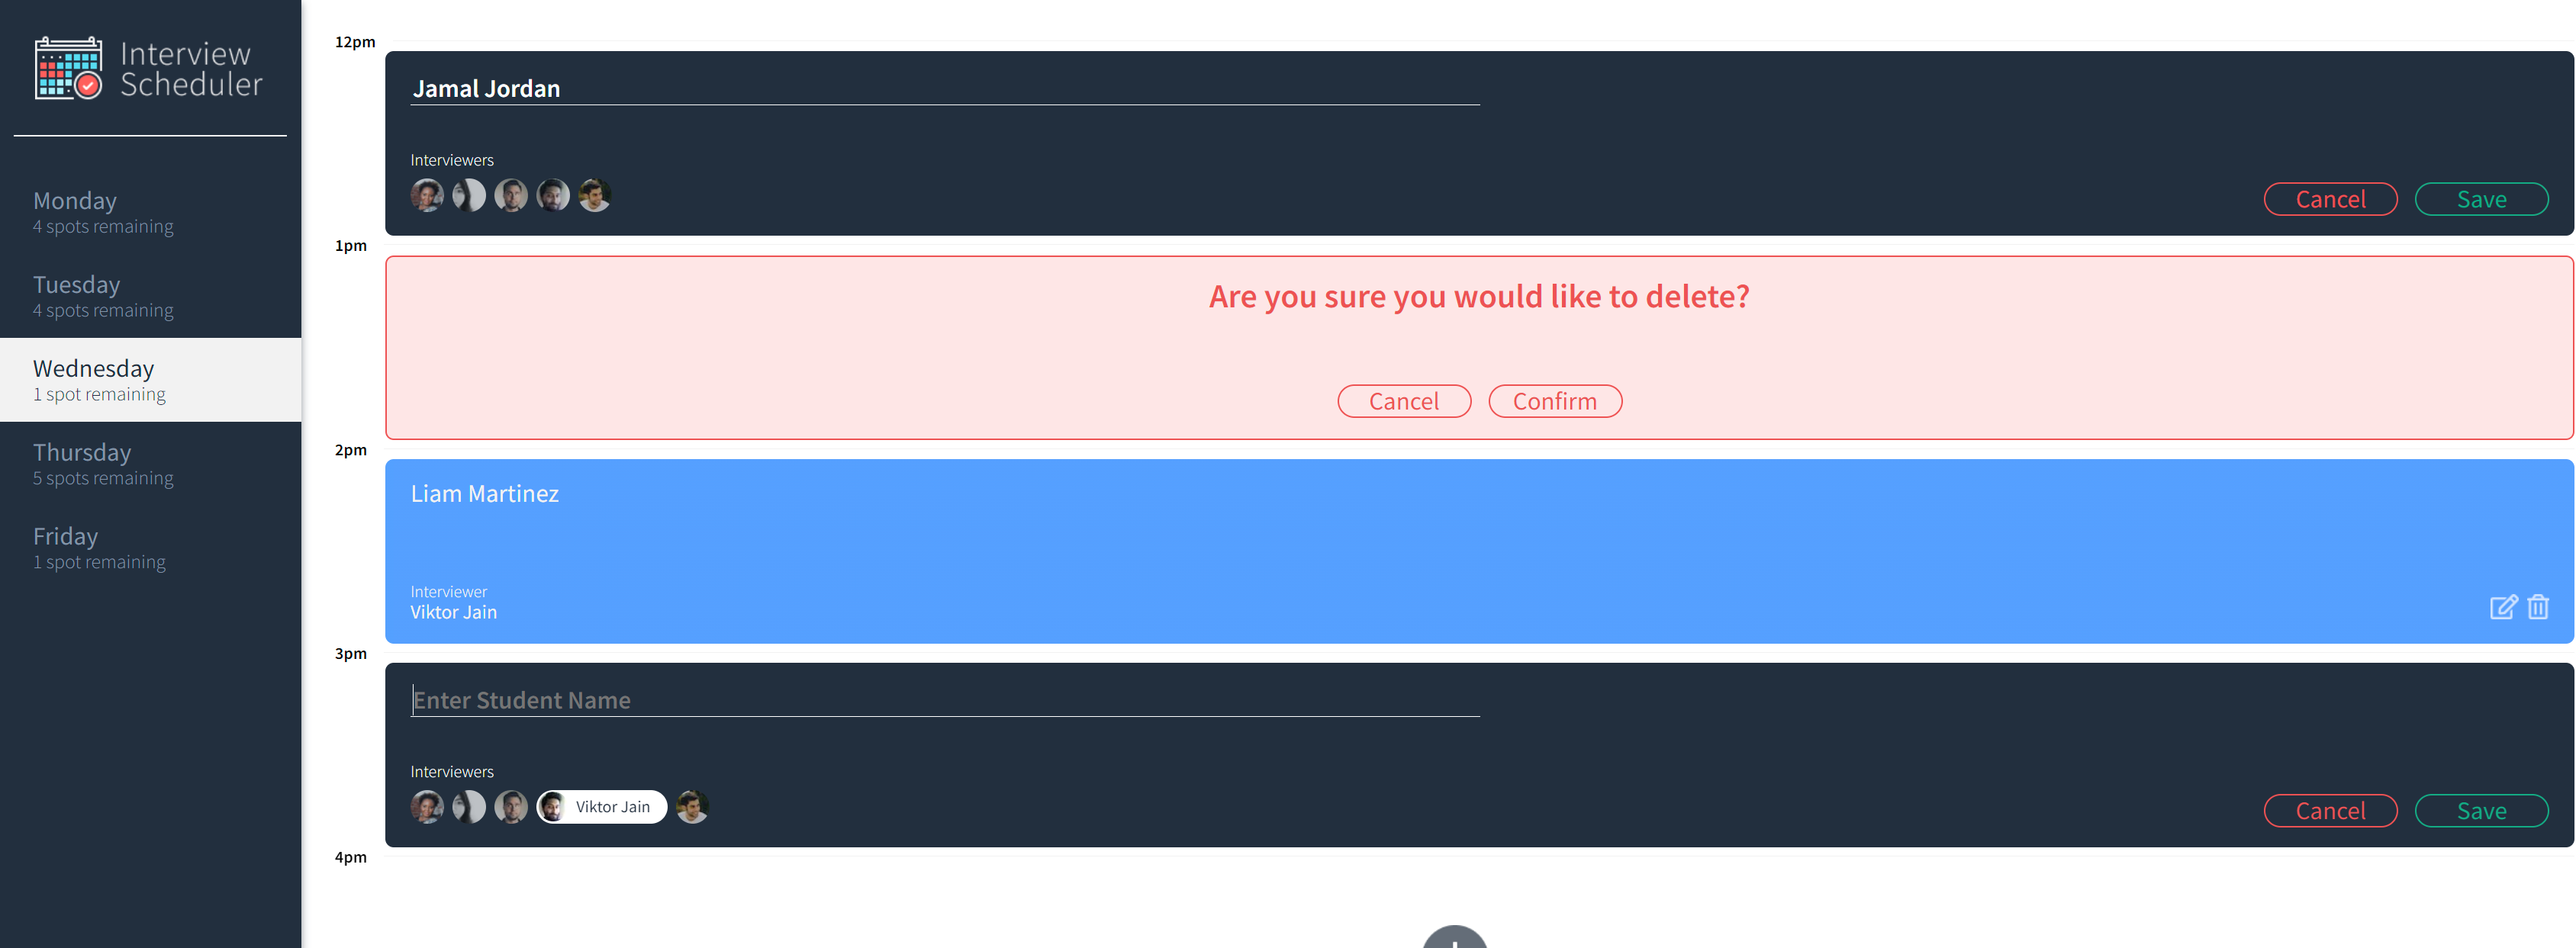 Interview
Scheduler
Monday
4 spots remaining
Tuesday
4 spots remaining
Wednesday
1 spot remaining
Thursday
5 spots remaining
Friday
1 spot remaining
12pm
Jamal Jordan
Interviewers
Cancel
Save
1pm
Are you sure you would like to delete?
Cancel
Confirm
2pm
Liam Martinez
Interviewer
Viktor Jain
3pm
Enter Student Name
Interviewers
Viktor Jain
Cancel
Save
4pm